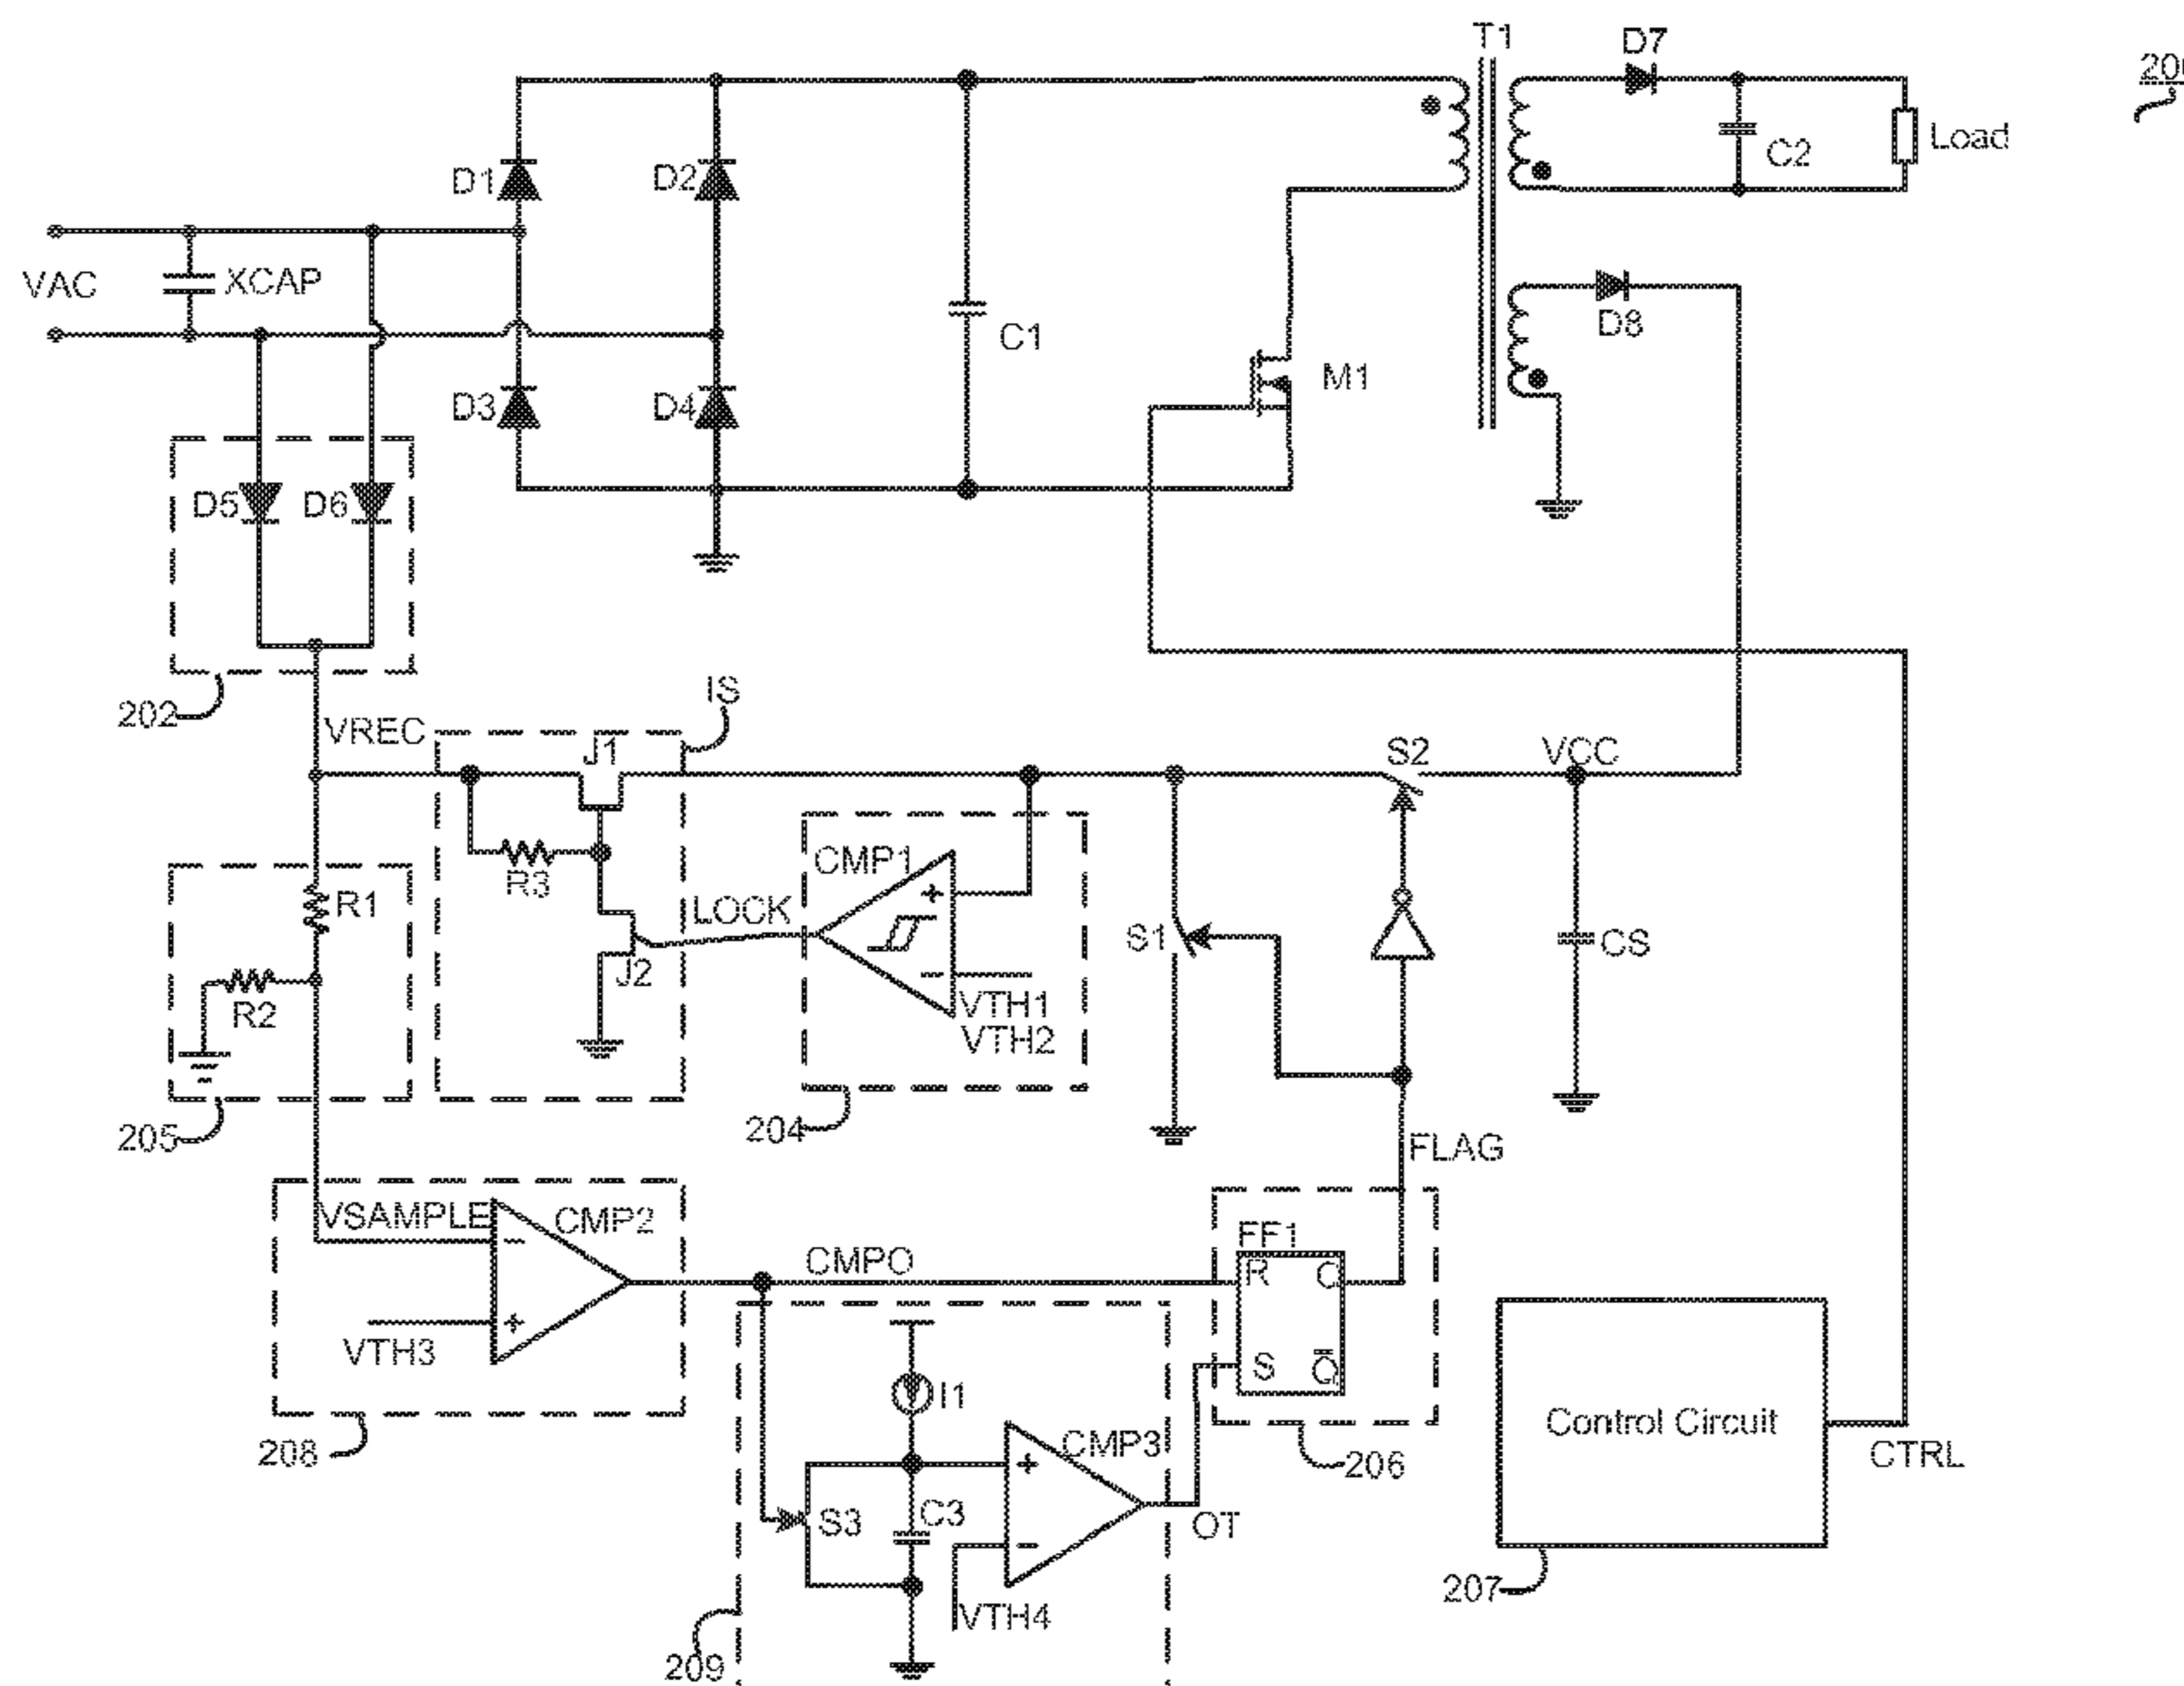 T1
D7
D1
D2
C2
Load
VAC
XCAP
C1
D8
D3
D4
M1
D5
D6
202
VREC
IS
J1
S2
VCC
R3
CMP1
R1
LOCK
+
S1
CS
R2
J2
-
VTH1
VTH2
205
204
FLAG
VSAMPLE
-
CMP2
CMPO
FF1
R
Q
VTH3
+
I1
S
Q̅
Control Circuit
208
CMP3
+
206
CTRL
S3
C3
OT
-
207
VTH4
209